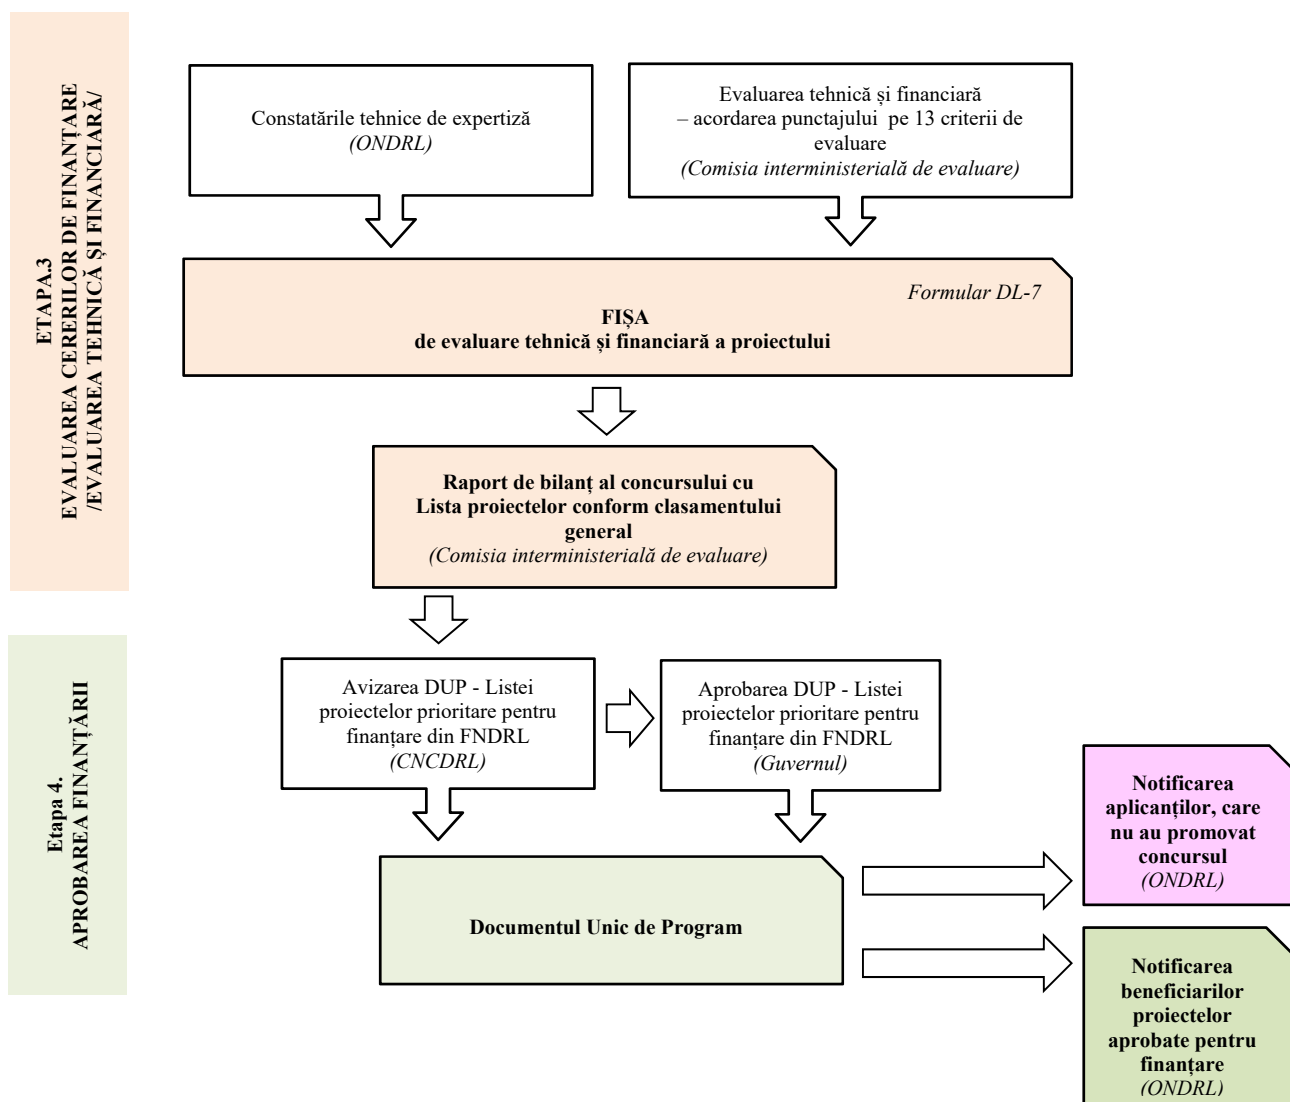 ETAPA.3
EVALUAREA CERERILOR DE FINANȚARE
/EVALUAREA TEHNICĂ ȘI FINANCIARĂ/
Constatările tehnice de expertiză
(ONDRL)
Evaluarea tehnică și financiară
– acordarea punctajului pe 13 criterii de
evaluare
(Comisia interministerială de evaluare)
Formular DL-7
FIȘA
de evaluare tehnică și financiară a proiectului
Raport de bilanț al concursului cu
Lista proiectelor conform clasamentului
general
(Comisia interministerială de evaluare)
Etapa 4.
APROBAREA FINANȚĂRII
Avizarea DUP - Listei
proiectelor prioritare pentru
finanțare din FNDRL
(CNCDRL)
Aprobarea DUP - Listei
proiectelor prioritare pentru
finanțare din FNDRL
(Guvernul)
Documentul Unic de Program
Notificarea
aplicanților, care
nu au promovat
concursul
(ONDRL)
Notificarea
beneficiarilor
proiectelor
aprobate pentru
finanțare
(ONDRL)